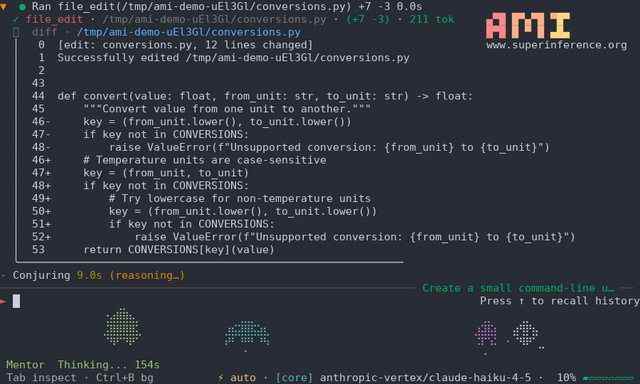 ▼ ● Ran file_edit(/tmp/ami-demo-uEl3Gl/conversions.py) +7 -3 0.0s
✓ file_edit · /tmp/ami-demo-uEl3Gl/conversions.py · (+7 -3) · 211 tok
AMI
diff - /tmp/ami-demo-uEl3Gl/conversions.py
www.superinference.org
0 [edit: conversions.py, 12 lines changed]
1 Successfully edited /tmp/ami-demo-uEl3Gl/conversions.py
2
43
44 def convert(value: float, from_unit: str, to_unit: str) -> float:
45 """Convert value from one unit to another."""
46- key = (from_unit.lower(), to_unit.lower())
47- if key not in CONVERSIONS:
48- raise ValueError(f"Unsupported conversion: {from_unit} to {to_unit}")
46+ # Temperature units are case-sensitive
47+ key = (from_unit, to_unit)
48+ if key not in CONVERSIONS:
49+ # Try lowercase for non-temperature units
50+ key = (from_unit.lower(), to_unit.lower())
51+ if key not in CONVERSIONS:
52+ raise ValueError(f"Unsupported conversion: {from_unit} to {to_unit}")
53 return CONVERSIONS[key](value)
- Conjuring 9.0s (reasoning…)
Create a small command-line u…
Press ↑ to recall history
Mentor Thinking... 154s
Tab inspect · Ctrl+B bg ⚡ auto · [core] anthropic-vertex/claude-haiku-4-5 · 10%